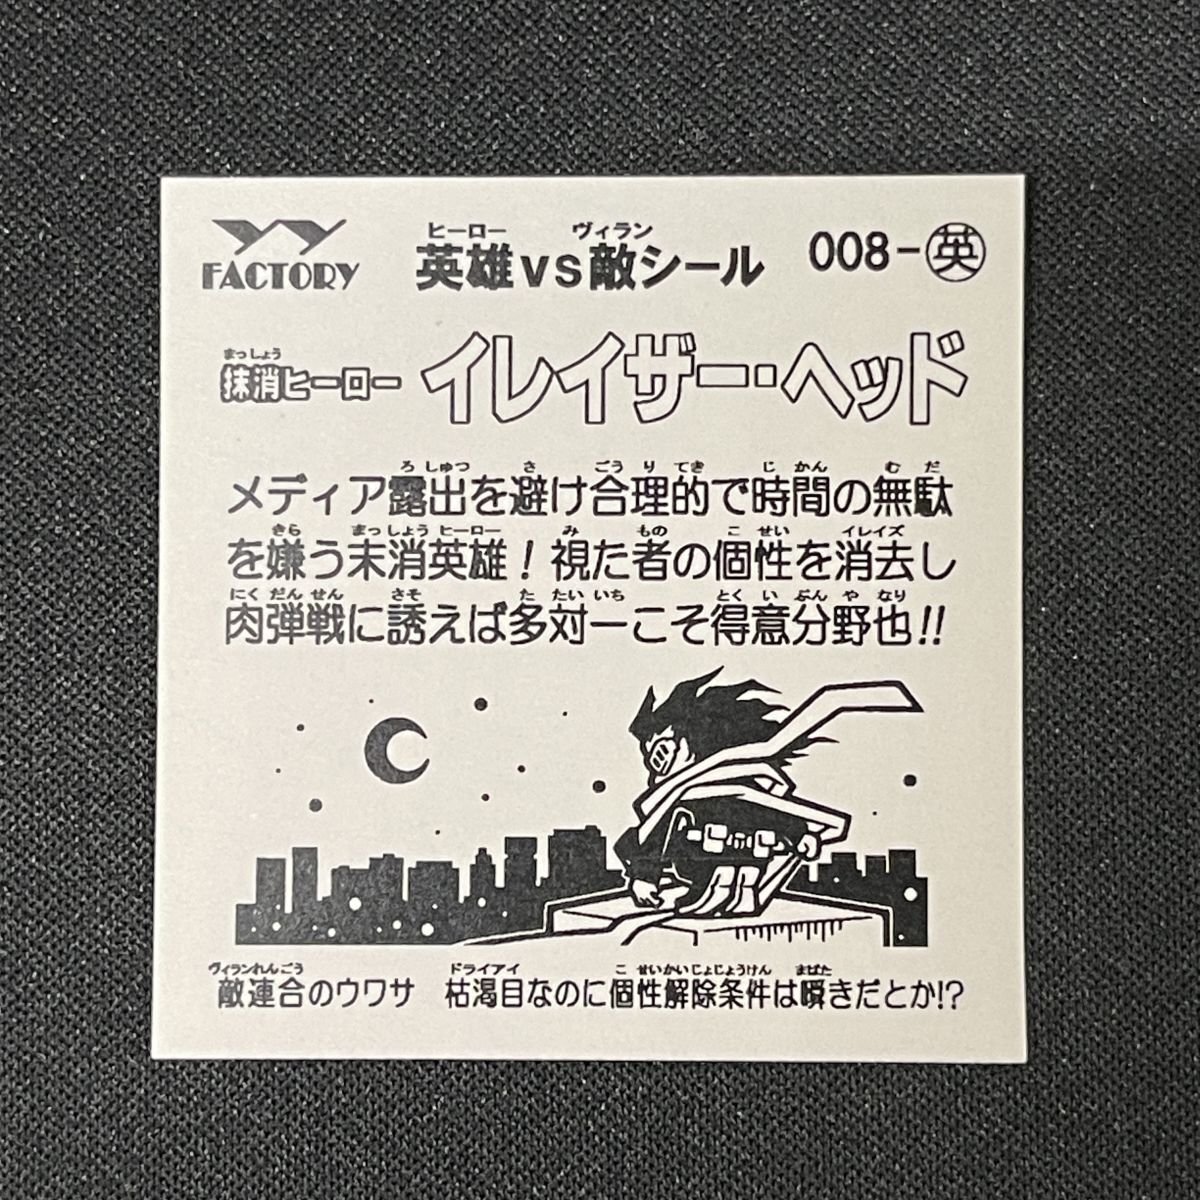 YY FACTORY
ヒーロー ヴィラン
英雄VS敵シール
008-英
まっしょう
抹消ヒーロー イレイザー・ヘッド
ろしゅつ さ ごうりてき じかん むだ
メディア露出を避け合理的で時間の無駄
きら まっしょうヒーロー み もの こせい イレイズ
を嫌う末消英雄!視た者の個性を消去し
にくだんせん さそ たたいいち とくいぶんやなり
肉弾戦に誘えば多対一こそ得意分野也!!
ヴィランれんごう ドライアイ こせいかいじょじょうけん まばた
敵連合のウワサ 枯渇目なのに個性解除条件は瞬きだとか!?